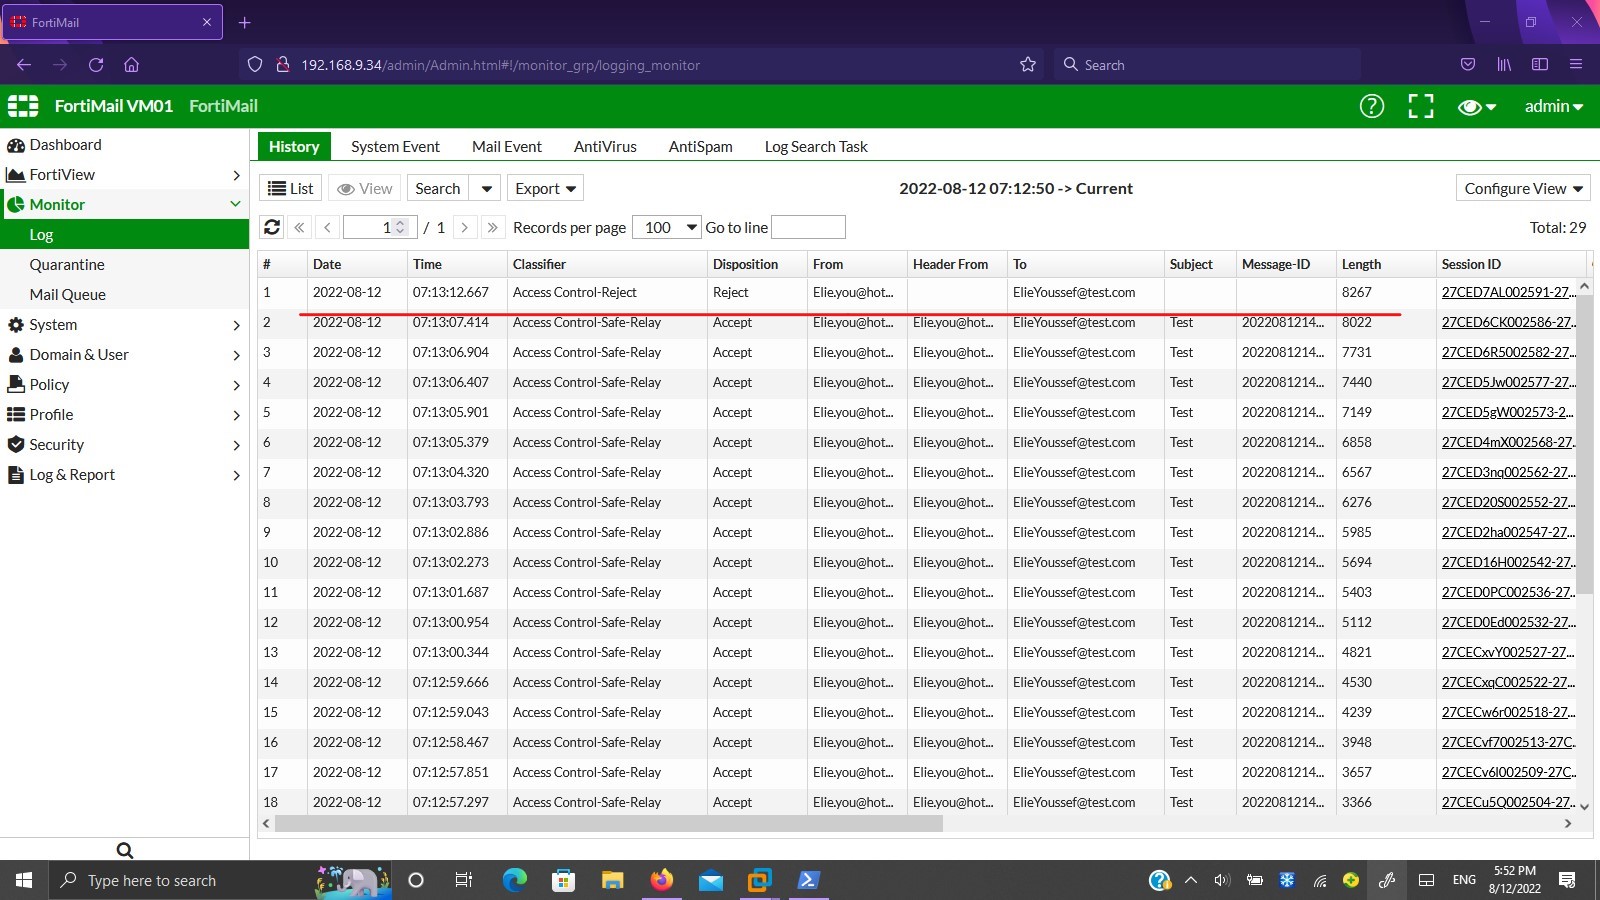 FortiMail
192.168.9.34/admin/Admin.html#!/monitor_grp/logging_monitor
Search
FortiMail VM01 FortiMail
admin
Dashboard
FortiView
Monitor
Log
Quarantine
Mail Queue
System
Domain & User
Policy
Profile
Security
Log & Report
History System Event Mail Event AntiVirus AntiSpam Log Search Task
List View Search Export 2022-08-12 07:12:50 -> Current Configure View
1 / 1 Records per page 100 Go to line Total: 29
# Date Time Classifier Disposition From Header From To Subject Message-ID Length Session ID
1 2022-08-12 07:13:12.667 Access Control-Reject Reject Elie.you@hot... ElieYoussef@test.com 8267 27CED7AL002591-27...
2 2022-08-12 07:13:07.414 Access Control-Safe-Relay Accept Elie.you@hot... Elie.you@hot... ElieYoussef@test.com Test 2022081214... 8022 27CED6CK002586-27...
3 2022-08-12 07:13:06.904 Access Control-Safe-Relay Accept Elie.you@hot... Elie.you@hot... ElieYoussef@test.com Test 2022081214... 7731 27CED6R5002582-27...
4 2022-08-12 07:13:06.407 Access Control-Safe-Relay Accept Elie.you@hot... Elie.you@hot... ElieYoussef@test.com Test 2022081214... 7440 27CED5Jw002577-27...
5 2022-08-12 07:13:05.901 Access Control-Safe-Relay Accept Elie.you@hot... Elie.you@hot... ElieYoussef@test.com Test 2022081214... 7149 27CED5gW002573-2...
6 2022-08-12 07:13:05.379 Access Control-Safe-Relay Accept Elie.you@hot... Elie.you@hot... ElieYoussef@test.com Test 2022081214... 6858 27CED4mX002568-27...
7 2022-08-12 07:13:04.320 Access Control-Safe-Relay Accept Elie.you@hot... Elie.you@hot... ElieYoussef@test.com Test 2022081214... 6567 27CED3nq002562-27...
8 2022-08-12 07:13:03.793 Access Control-Safe-Relay Accept Elie.you@hot... Elie.you@hot... ElieYoussef@test.com Test 2022081214... 6276 27CED20S002552-27...
9 2022-08-12 07:13:02.886 Access Control-Safe-Relay Accept Elie.you@hot... Elie.you@hot... ElieYoussef@test.com Test 2022081214... 5985 27CED2ha002547-27...
10 2022-08-12 07:13:02.273 Access Control-Safe-Relay Accept Elie.you@hot... Elie.you@hot... ElieYoussef@test.com Test 2022081214... 5694 27CED16H002542-27...
11 2022-08-12 07:13:01.687 Access Control-Safe-Relay Accept Elie.you@hot... Elie.you@hot... ElieYoussef@test.com Test 2022081214... 5403 27CED0PC002536-27...
12 2022-08-12 07:13:00.954 Access Control-Safe-Relay Accept Elie.you@hot... Elie.you@hot... ElieYoussef@test.com Test 2022081214... 5112 27CED0Ed002532-27...
13 2022-08-12 07:13:00.344 Access Control-Safe-Relay Accept Elie.you@hot... Elie.you@hot... ElieYoussef@test.com Test 2022081214... 4821 27CECxvY002527-27...
14 2022-08-12 07:12:59.666 Access Control-Safe-Relay Accept Elie.you@hot... Elie.you@hot... ElieYoussef@test.com Test 2022081214... 4530 27CECxqC002522-27...
15 2022-08-12 07:12:59.043 Access Control-Safe-Relay Accept Elie.you@hot... Elie.you@hot... ElieYoussef@test.com Test 2022081214... 4239 27CECw6r002518-27...
16 2022-08-12 07:12:58.467 Access Control-Safe-Relay Accept Elie.you@hot... Elie.you@hot... ElieYoussef@test.com Test 2022081214... 3948 27CECvf7002513-27C...
17 2022-08-12 07:12:57.851 Access Control-Safe-Relay Accept Elie.you@hot... Elie.you@hot... ElieYoussef@test.com Test 2022081214... 3657 27CECv6I002509-27C...
18 2022-08-12 07:12:57.297 Access Control-Safe-Relay Accept Elie.you@hot... Elie.you@hot... ElieYoussef@test.com Test 2022081214... 3366 27CECu5Q002504-27...
Type here to search
ENG
5:52 PM
8/12/2022